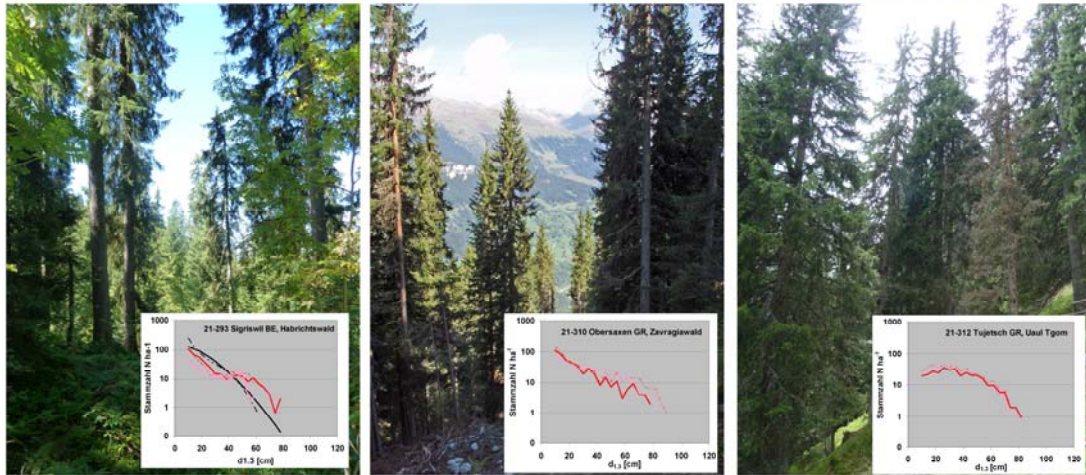 21-293 Sigriswil BE, Habrichtswald
Stammzahl N ha-1
1000
100
10
1
0
0 20 40 60 80 100 120
d1.3 [cm]
21-310 Obersaxen GR, Zavragiawald
Stammzahl N ha-1
1000
100
10
1
0
0 20 40 60 80 100 120
d1.3 [cm]
21-312 Tujetsch GR, Uaul Tgom
Stammzahl N ha-1
1000
100
10
1
0
0 20 40 60 80 100 120
d1.3 [cm]